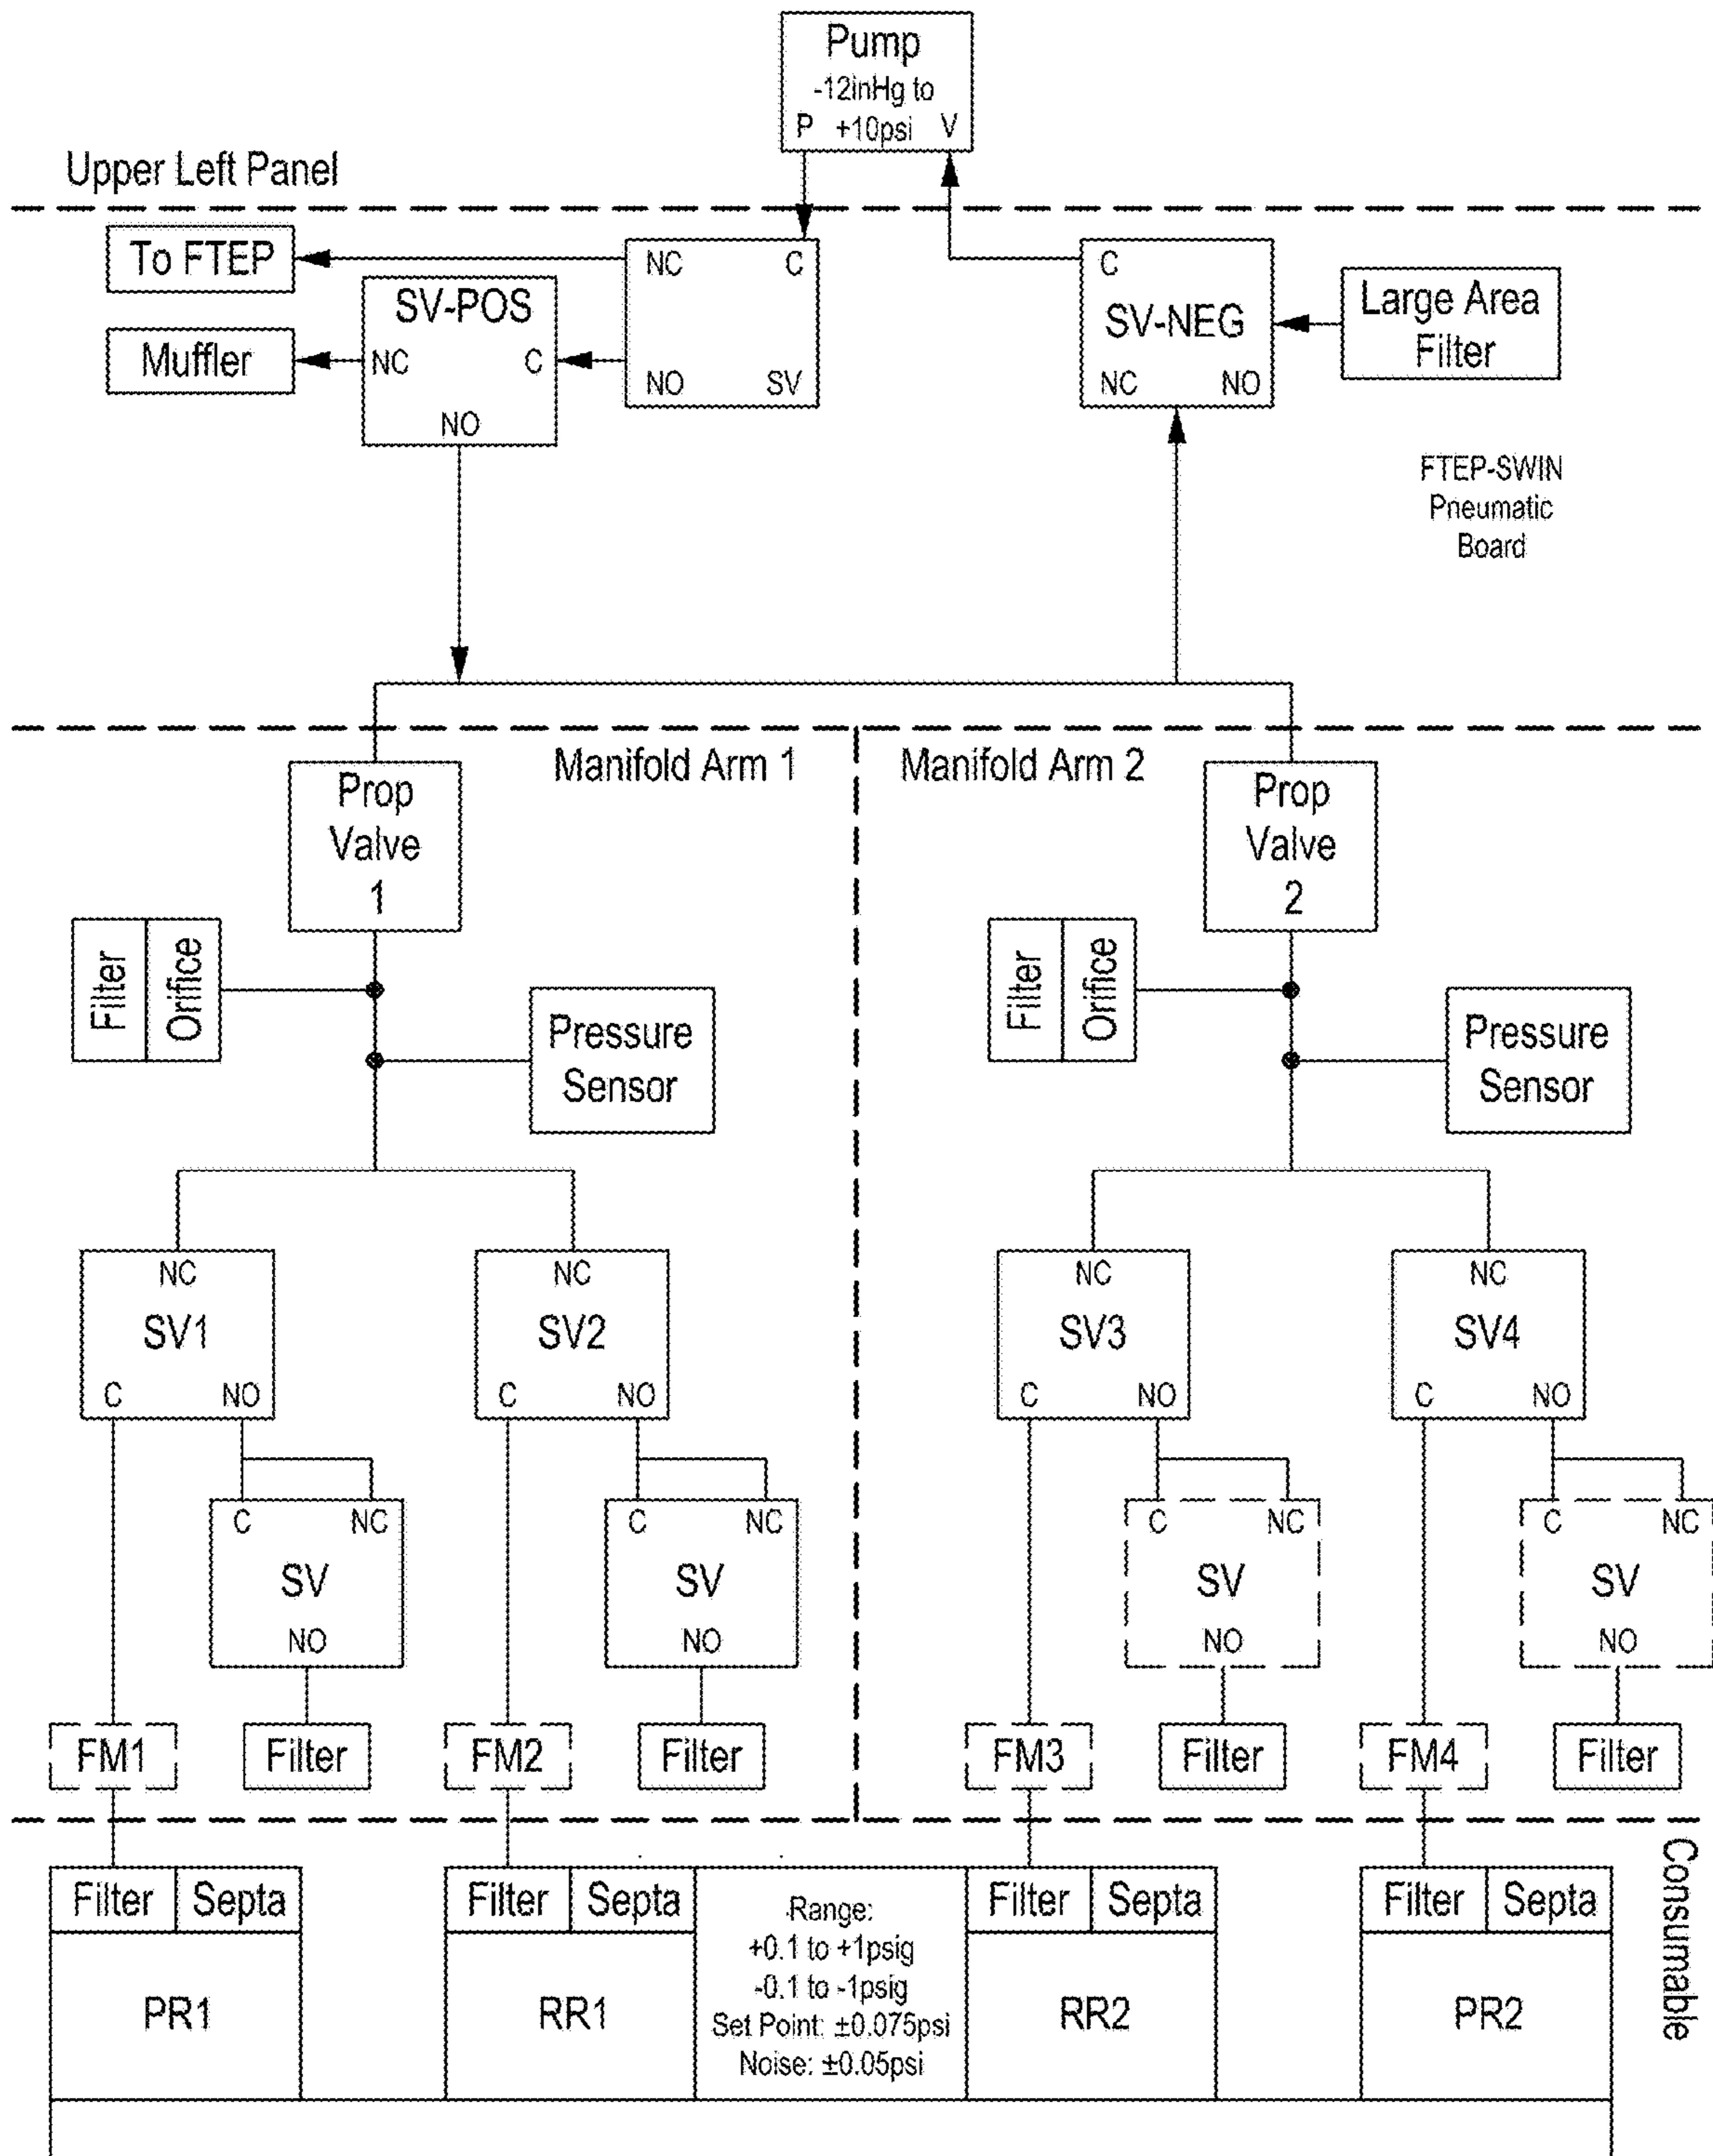 Pump
-12inHg to
P +10psi V
Upper Left Panel
To FTEP
NC C
SV-POS
Muffler
NC C
NO SV
NO
C
SV-NEG
NC NO
Large Area
Filter
FTEP-SWIN
Pneumatic
Board
Manifold Arm 1
Manifold Arm 2
Prop
Valve
1
Filter
Orifice
Pressure
Sensor
Prop
Valve
2
Filter
Orifice
Pressure
Sensor
NC
SV1
C NO
NC
SV2
C NO
NC
SV3
C NO
NC
SV4
C NO
C NC
SV
NO
C NC
SV
NO
C NC
SV
NO
C NC
SV
NO
FM1
Filter
FM2
Filter
FM3
Filter
FM4
Filter
Consumable
Filter Septa
PR1
Filter Septa
RR1
Range:
+0.1 to +1psig
-0.1 to -1psig
Set Point: ±0.075psi
Noise: ±0.05psi
Filter Septa
RR2
Filter Septa
PR2